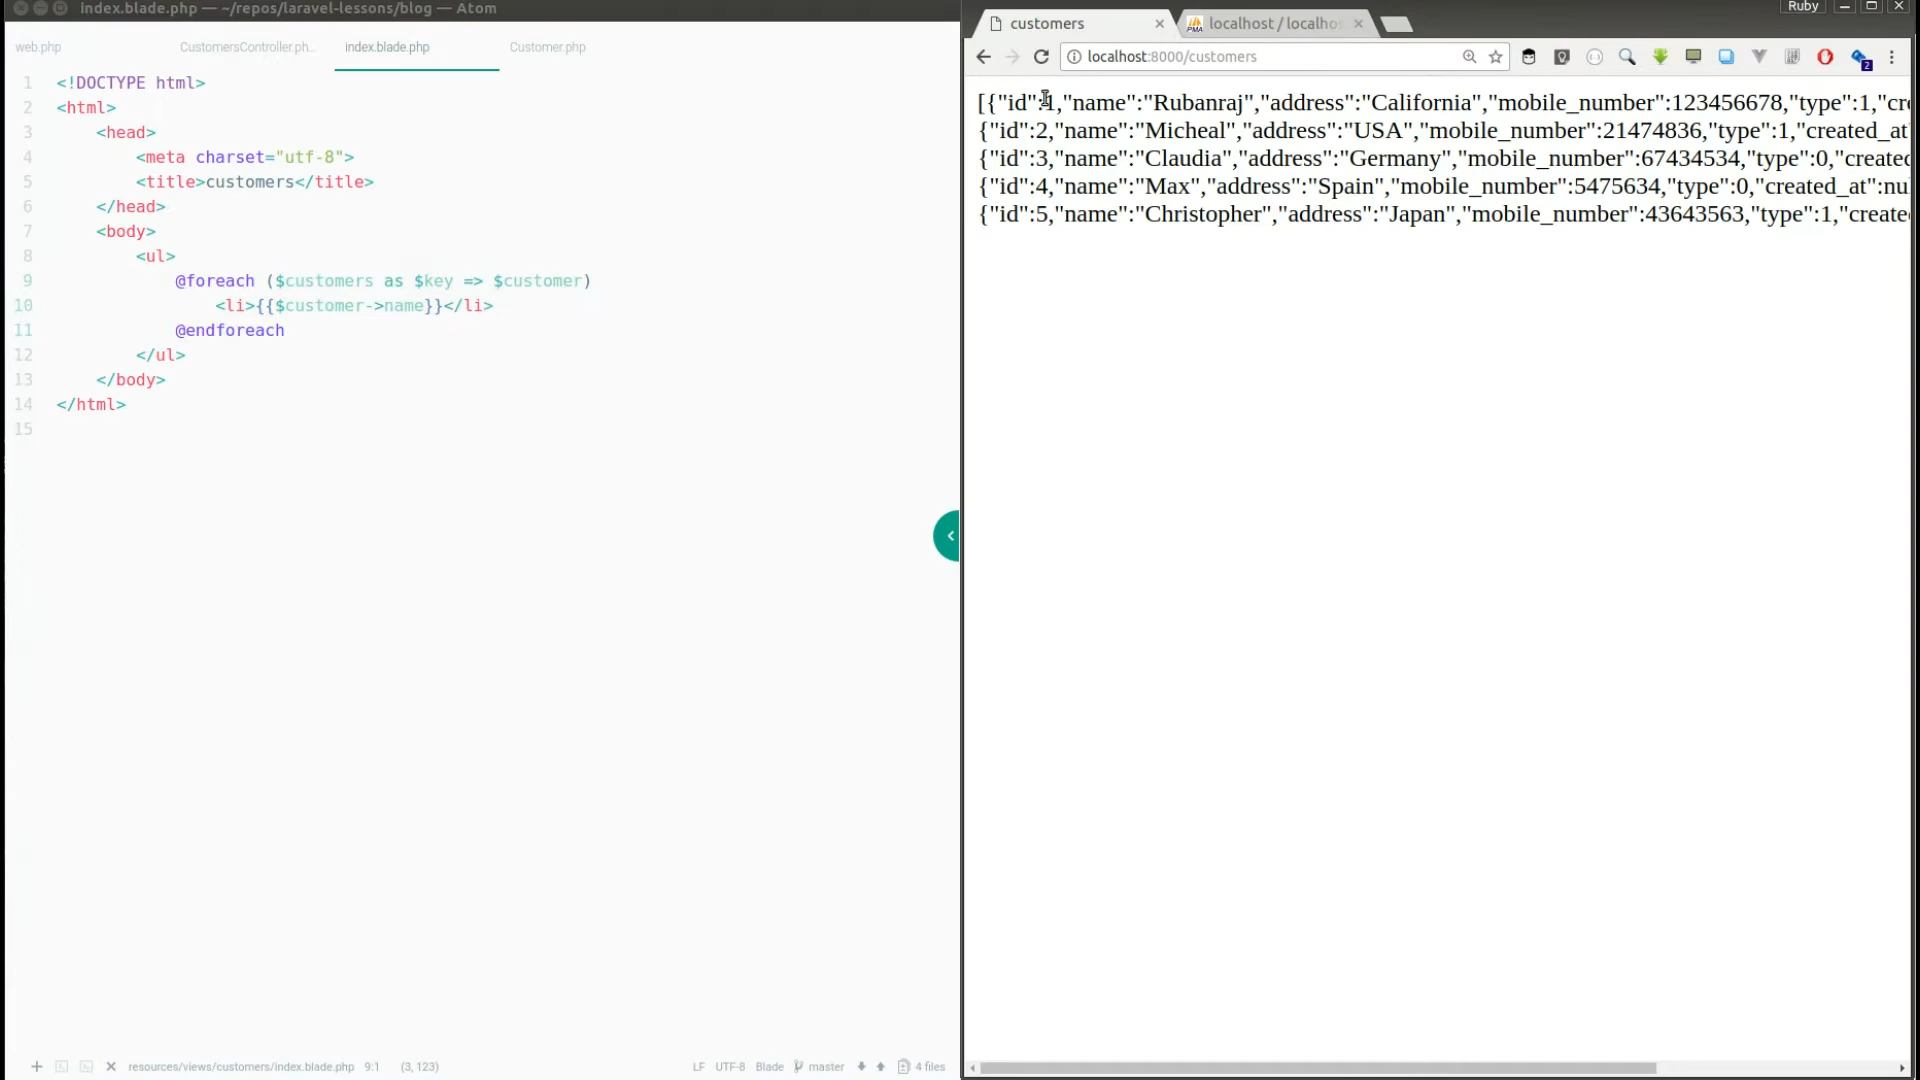 index.blade.php — ~/repos/laravel-lessons/blog — Atom
web.php CustomersController.ph... index.blade.php Customer.php
1 <!DOCTYPE html>
2 <html>
3 <head>
4 <meta charset="utf-8">
5 <title>customers</title>
6 </head>
7 <body>
8 <ul>
9 @foreach ($customers as $key => $customer)
10 <li>{{$customer->name}}</li>
11 @endforeach
12 </ul>
13 </body>
14 </html>
15
resources/views/customers/index.blade.php 9:1 (3, 123) LF UTF-8 Blade master 4 files
Ruby
customers localhost / localhos
localhost:8000/customers
2
[{"id":1,"name":"Rubanraj","address":"California","mobile_number":123456678,"type":1,"cre
{"id":2,"name":"Micheal","address":"USA","mobile_number":21474836,"type":1,"created_at"
{"id":3,"name":"Claudia","address":"Germany","mobile_number":67434534,"type":0,"created
{"id":4,"name":"Max","address":"Spain","mobile_number":5475634,"type":0,"created_at":nu
{"id":5,"name":"Christopher","address":"Japan","mobile_number":43643563,"type":1,"create